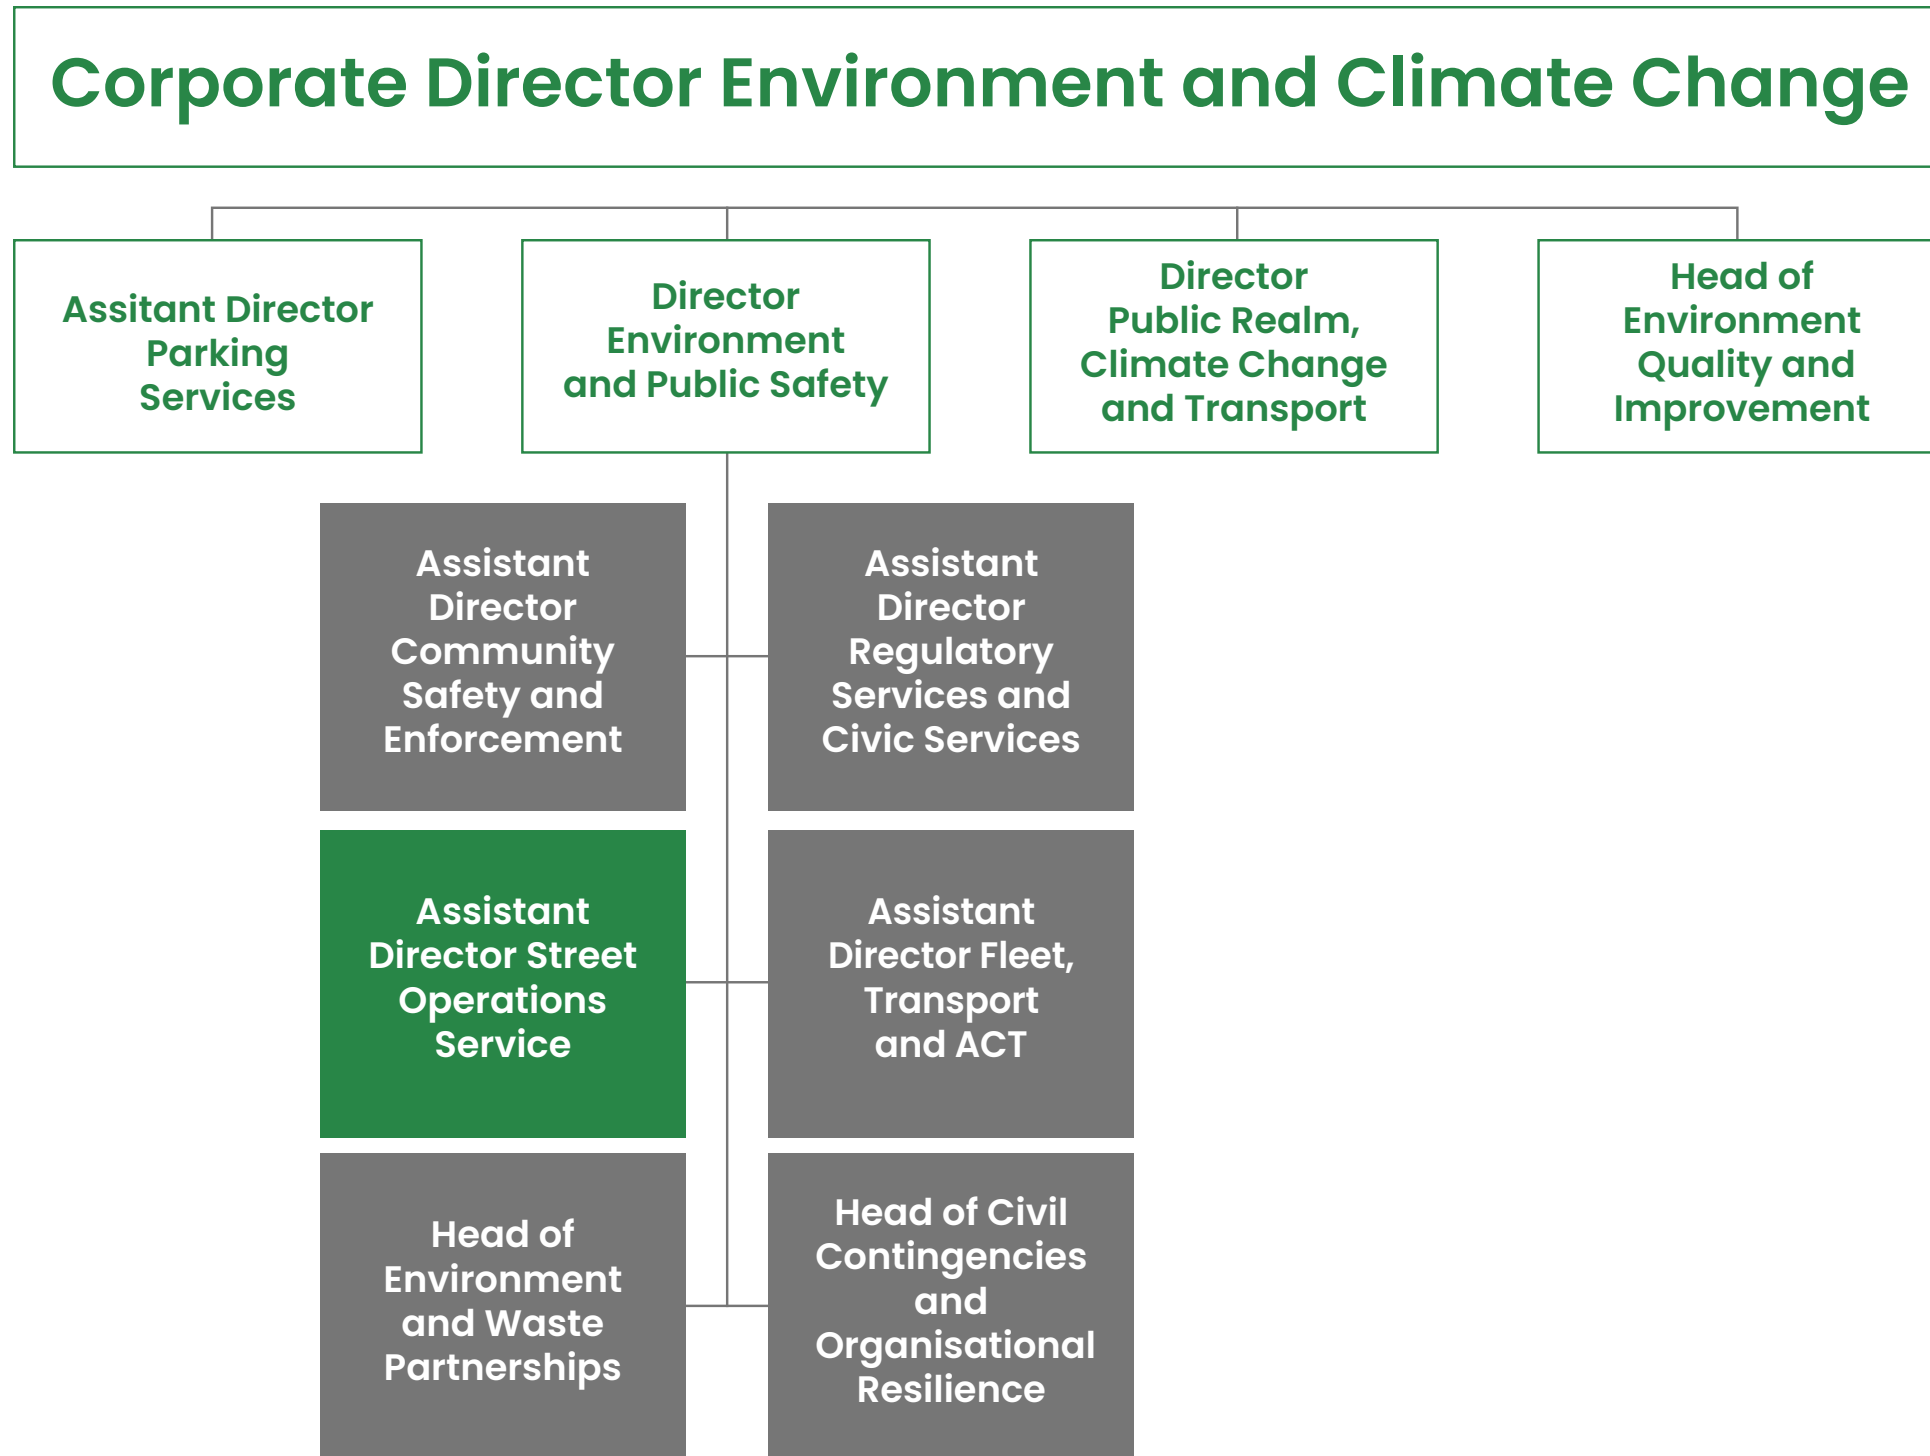 Corporate Director Environment and Climate Change
Assitant Director
Parking
Services
Director
Environment
and Public Safety
Director
Public Realm,
Climate Change
and Transport
Head of
Environment
Quality and
Improvement
Assistant
Director
Community
Safety and
Enforcement
Assistant
Director
Regulatory
Services and
Civic Services
Assistant
Director Street
Operations
Service
Assistant
Director Fleet,
Transport
and ACT
Head of
Environment
and Waste
Partnerships
Head of Civil
Contingencies
and
Organisational
Resilience